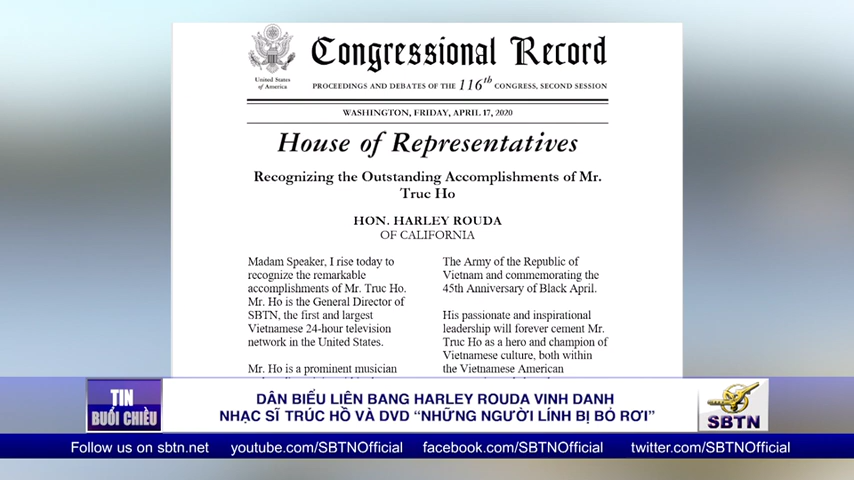 Congressional Record
United States
of America
PROCEEDINGS AND DEBATES OF THE 116th CONGRESS, SECOND SESSION
WASHINGTON, FRIDAY, APRIL 17, 2020
House of Representatives
Recognizing the Outstanding Accomplishments of Mr.
Truc Ho
HON. HARLEY ROUDA
OF CALIFORNIA
Madam Speaker, I rise today to
recognize the remarkable
accomplishments of Mr. Truc Ho.
Mr. Ho is the General Director of
SBTN, the first and largest
Vietnamese 24-hour television
network in the United States.
Mr. Ho is a prominent musician
The Army of the Republic of
Vietnam and commemorating the
45th Anniversary of Black April.
His passionate and inspirational
leadership will forever cement Mr.
Truc Ho as a hero and champion of
Vietnamese culture, both within
the Vietnamese American
TIN
BUỔI CHIỀU
DÂN BIỂU LIÊN BANG HARLEY ROUDA VINH DANH
NHẠC SĨ TRÚC HỒ VÀ DVD “NHỮNG NGƯỜI LÍNH BỊ BỎ RƠI”
SBTN
Follow us on sbtn.net youtube.com/SBTNOfficial facebook.com/SBTNOfficial twitter.com/SBTNOfficial